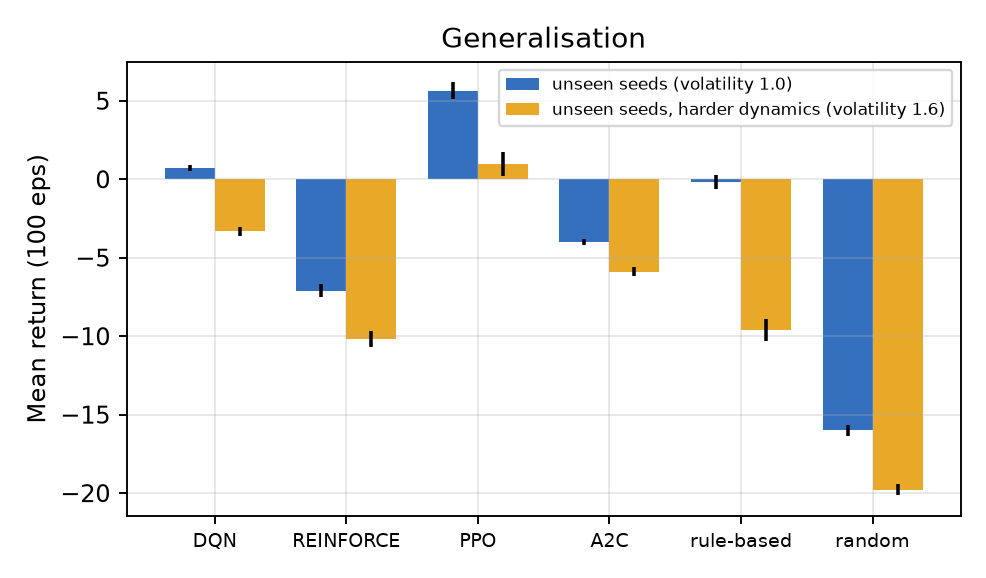 Generalisation
unseen seeds (volatility 1.0)
unseen seeds, harder dynamics (volatility 1.6)
Mean return (100 eps)
5
0
−5
−10
−15
−20
DQN
REINFORCE
PPO
A2C
rule-based
random